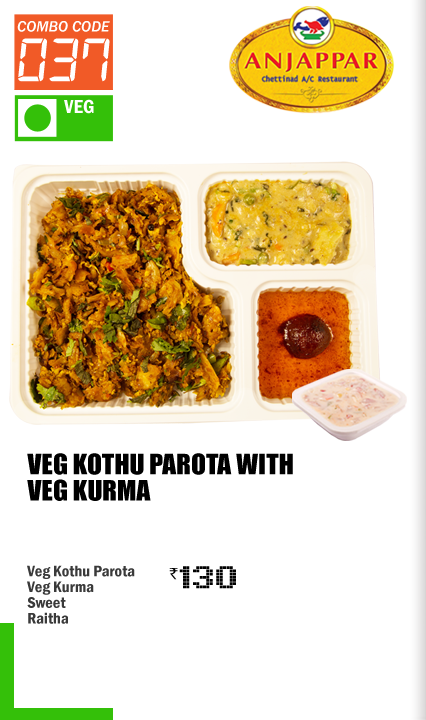 COMBO CODE
037
VEG
ANJAPPAR
Chettinad A/C Restaurant
VEG KOTHU PAROTA WITH
VEG KURMA
Veg Kothu Parota
Veg Kurma
Sweet
Raitha
₹130